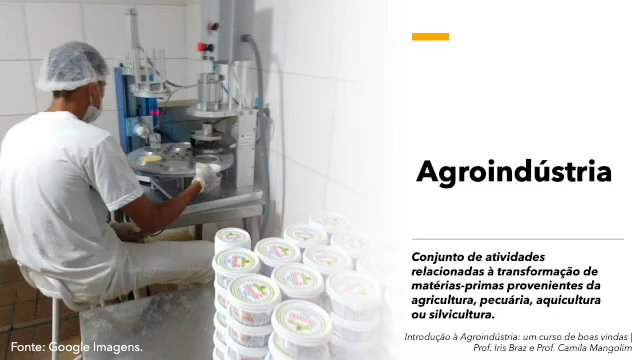 Agroindústria
Conjunto de atividades
relacionadas à transformação de
matérias-primas provenientes da
agricultura, pecuária, aquicultura
ou silvicultura.
Introdução à Agroindústria: um curso de boas vindas |
Prof. Iris Braz e Prof. Camila Mangolim
Fonte: Google Imagens.